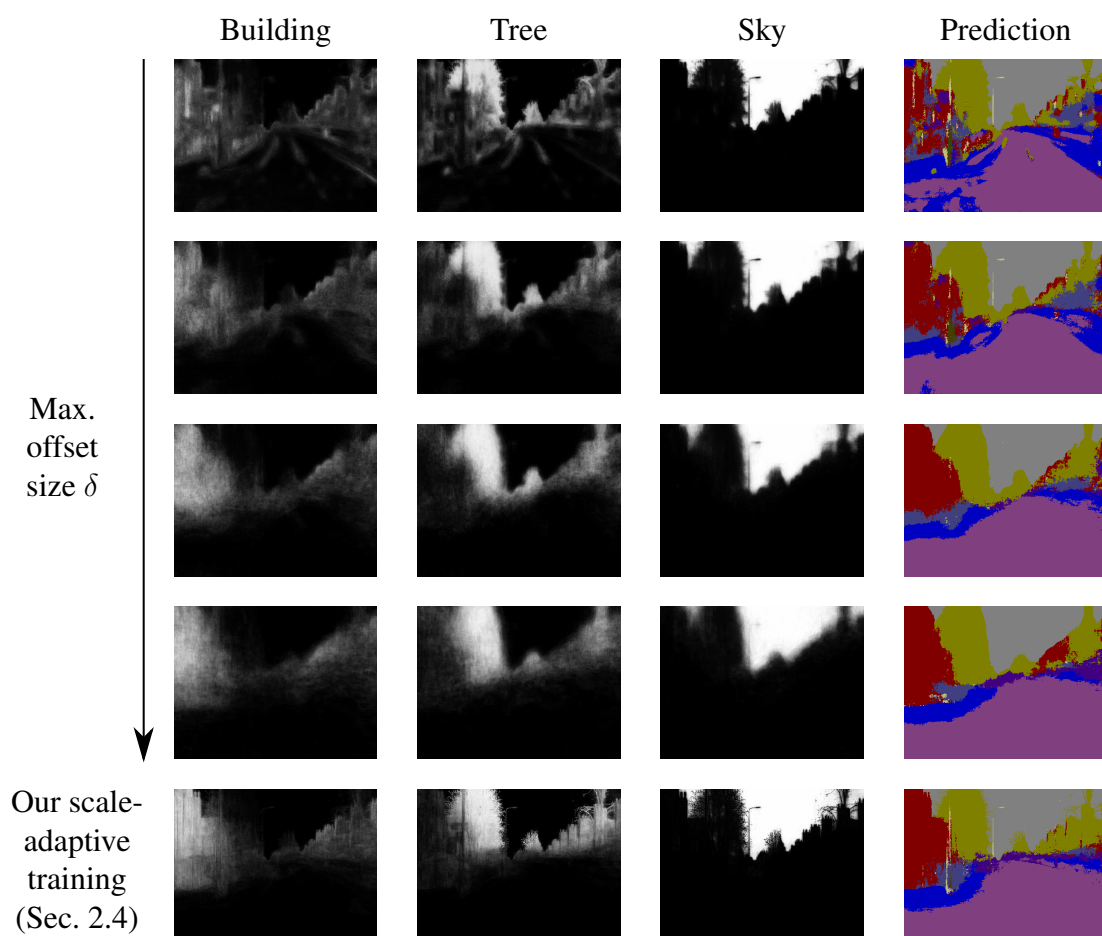 Building Tree Sky Prediction
Max.
offset
size δ
Our scale-
adaptive
training
(Sec. 2.4)